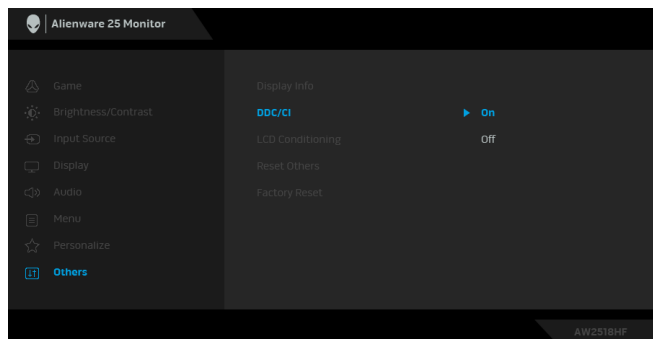 Alienware 25 Monitor
Game
Display Info
Brightness/Contrast
DDC/CI
On
Input Source
LCD Conditioning
Off
Display
Reset Others
Audio
Factory Reset
Menu
Personalize
Others
AW2518HF